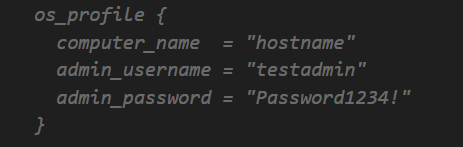 os_profile {
  computer_name  = "hostname"
  admin_username = "testadmin"
  admin_password = "Password1234!"
}